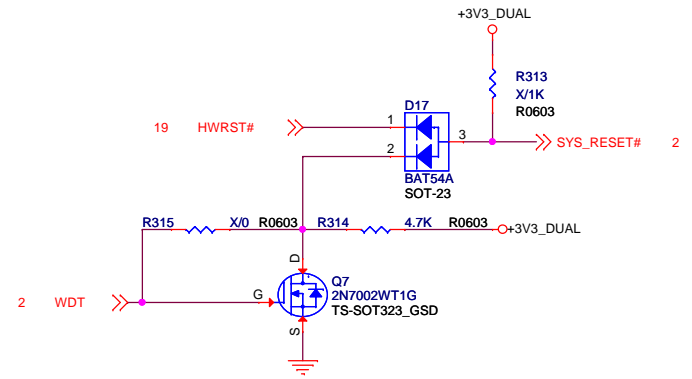 +3V3_DUAL
R313
X/1K
R0603
D17
19 HWRST#
1
2
3
SYS_RESET# 2
BAT54A
SOT-23
R315 X/0 R0603 R314 4.7K R0603 +3V3_DUAL
D
Q7
2N7002WT1G
TS-SOT323_GSD
G
2 WDT
S